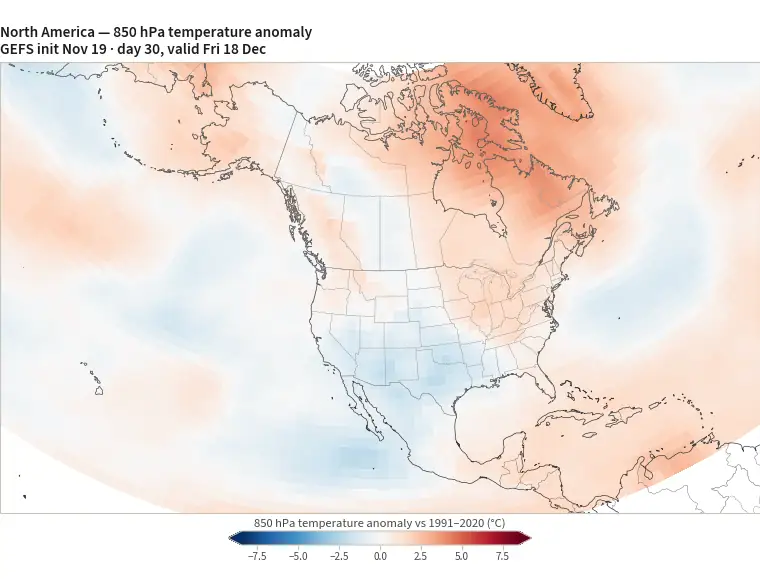 North America — 850 hPa temperature anomaly
GEFS init Nov 19 · day 30, valid Fri 18 Dec
850 hPa temperature anomaly vs 1991–2020 (°C)
−7.5 −5.0 −2.5 0.0 2.5 5.0 7.5